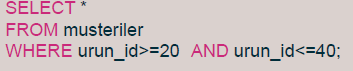 SELECT *
FROM musteriler
WHERE urun_id>=20 AND urun_id<=40;